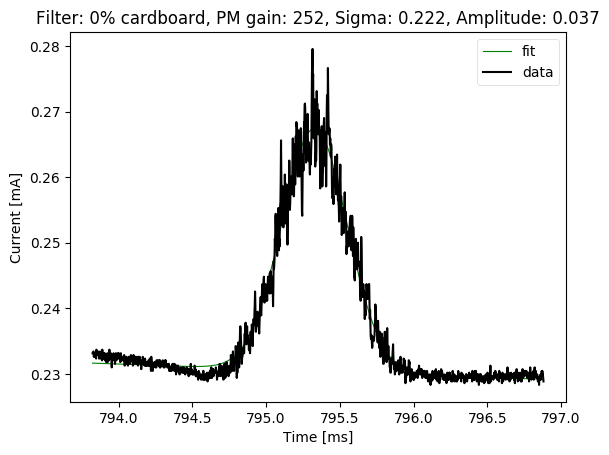 Filter: 0% cardboard, PM gain: 252, Sigma: 0.222, Amplitude: 0.037
0.28
fit
data
0.27
0.26
Current [mA]
0.25
0.24
0.23
794.0 794.5 795.0 795.5 796.0 796.5 797.0
Time [ms]